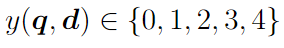 y(q, d) ∈ {0, 1, 2, 3, 4}